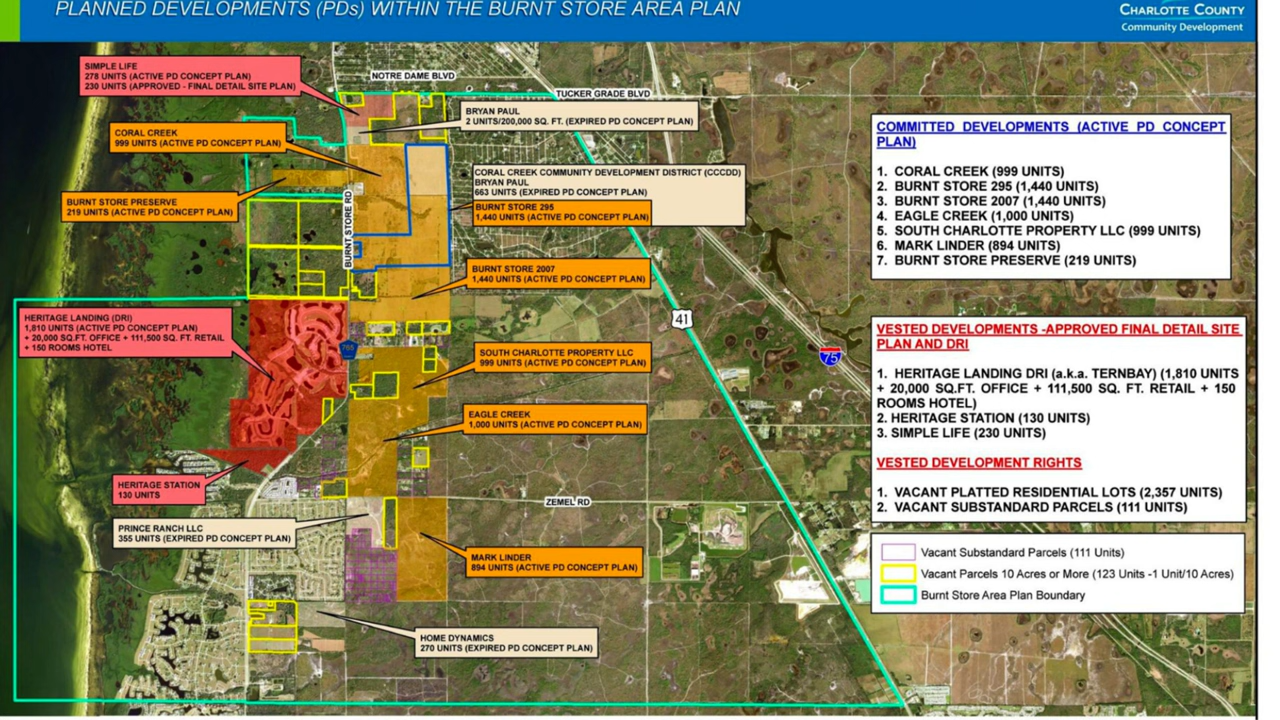 PLANNED DEVELOPMENTS (PDs) WITHIN THE BURNT STORE AREA PLAN
CHARLOTTE COUNTY
Community Development
SIMPLE LIFE
278 UNITS (ACTIVE PD CONCEPT PLAN)
230 UNITS (APPROVED - FINAL DETAIL SITE PLAN)
NOTRE DAME BLVD
TUCKER GRADE BLVD
BRYAN PAUL
2 UNITS/200,000 SQ. FT. (EXPIRED PD CONCEPT PLAN)
CORAL CREEK
999 UNITS (ACTIVE PD CONCEPT PLAN)
CORAL CREEK COMMUNITY DEVELOPMENT DISTRICT (CCCDD)
BRYAN PAUL
663 UNITS (EXPIRED PD CONCEPT PLAN)
BURNT STORE 295
1,440 UNITS (ACTIVE PD CONCEPT PLAN)
BURNT STORE PRESERVE
219 UNITS (ACTIVE PD CONCEPT PLAN)
BURNT STORE RD
BURNT STORE 2007
1,440 UNITS (ACTIVE PD CONCEPT PLAN)
HERITAGE LANDING (DRI)
1,810 UNITS (ACTIVE PD CONCEPT PLAN)
+ 20,000 SQ.FT. OFFICE + 111,500 SQ. FT. RETAIL
+ 150 ROOMS HOTEL
765
41
75
SOUTH CHARLOTTE PROPERTY LLC
999 UNITS (ACTIVE PD CONCEPT PLAN)
EAGLE CREEK
1,000 UNITS (ACTIVE PD CONCEPT PLAN)
HERITAGE STATION
130 UNITS
ZEMEL RD
PRINCE RANCH LLC
355 UNITS (EXPIRED PD CONCEPT PLAN)
MARK LINDER
894 UNITS (ACTIVE PD CONCEPT PLAN)
HOME DYNAMICS
270 UNITS (EXPIRED PD CONCEPT PLAN)
COMMITTED DEVELOPMENTS (ACTIVE PD CONCEPT
PLAN)
1. CORAL CREEK (999 UNITS)
2. BURNT STORE 295 (1,440 UNITS)
3. BURNT STORE 2007 (1,440 UNITS)
4. EAGLE CREEK (1,000 UNITS)
5. SOUTH CHARLOTTE PROPERTY LLC (999 UNITS)
6. MARK LINDER (894 UNITS)
7. BURNT STORE PRESERVE (219 UNITS)
VESTED DEVELOPMENTS -APPROVED FINAL DETAIL SITE
PLAN AND DRI
1. HERITAGE LANDING DRI (a.k.a. TERNBAY) (1,810 UNITS
+ 20,000 SQ.FT. OFFICE + 111,500 SQ. FT. RETAIL + 150
ROOMS HOTEL)
2. HERITAGE STATION (130 UNITS)
3. SIMPLE LIFE (230 UNITS)
VESTED DEVELOPMENT RIGHTS
1. VACANT PLATTED RESIDENTIAL LOTS (2,357 UNITS)
2. VACANT SUBSTANDARD PARCELS (111 UNITS)
Vacant Substandard Parcels (111 Units)
Vacant Parcels 10 Acres or More (123 Units -1 Unit/10 Acres)
Burnt Store Area Plan Boundary